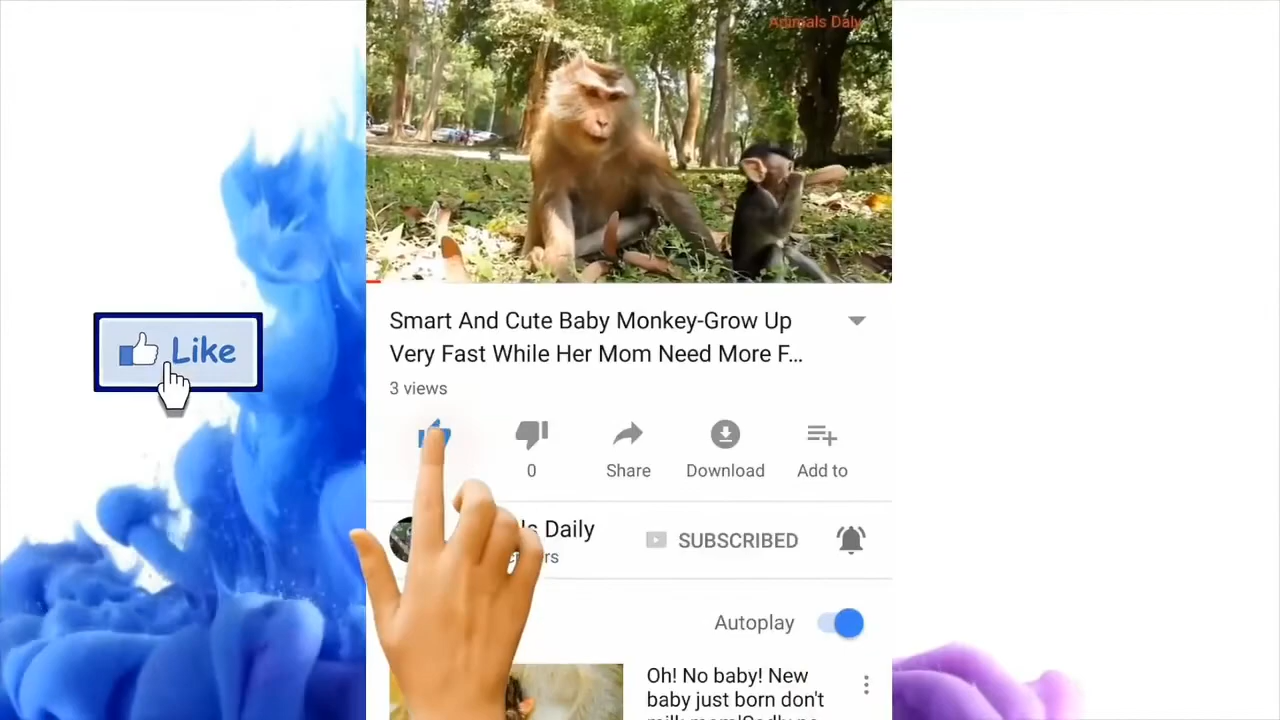 Animals Daly
Like
Smart And Cute Baby Monkey-Grow Up
Very Fast While Her Mom Need More F...
3 views
0
Share
Download
Add to
Daily
SUBSCRIBED
Autoplay
Oh! No baby! New
baby just born don't